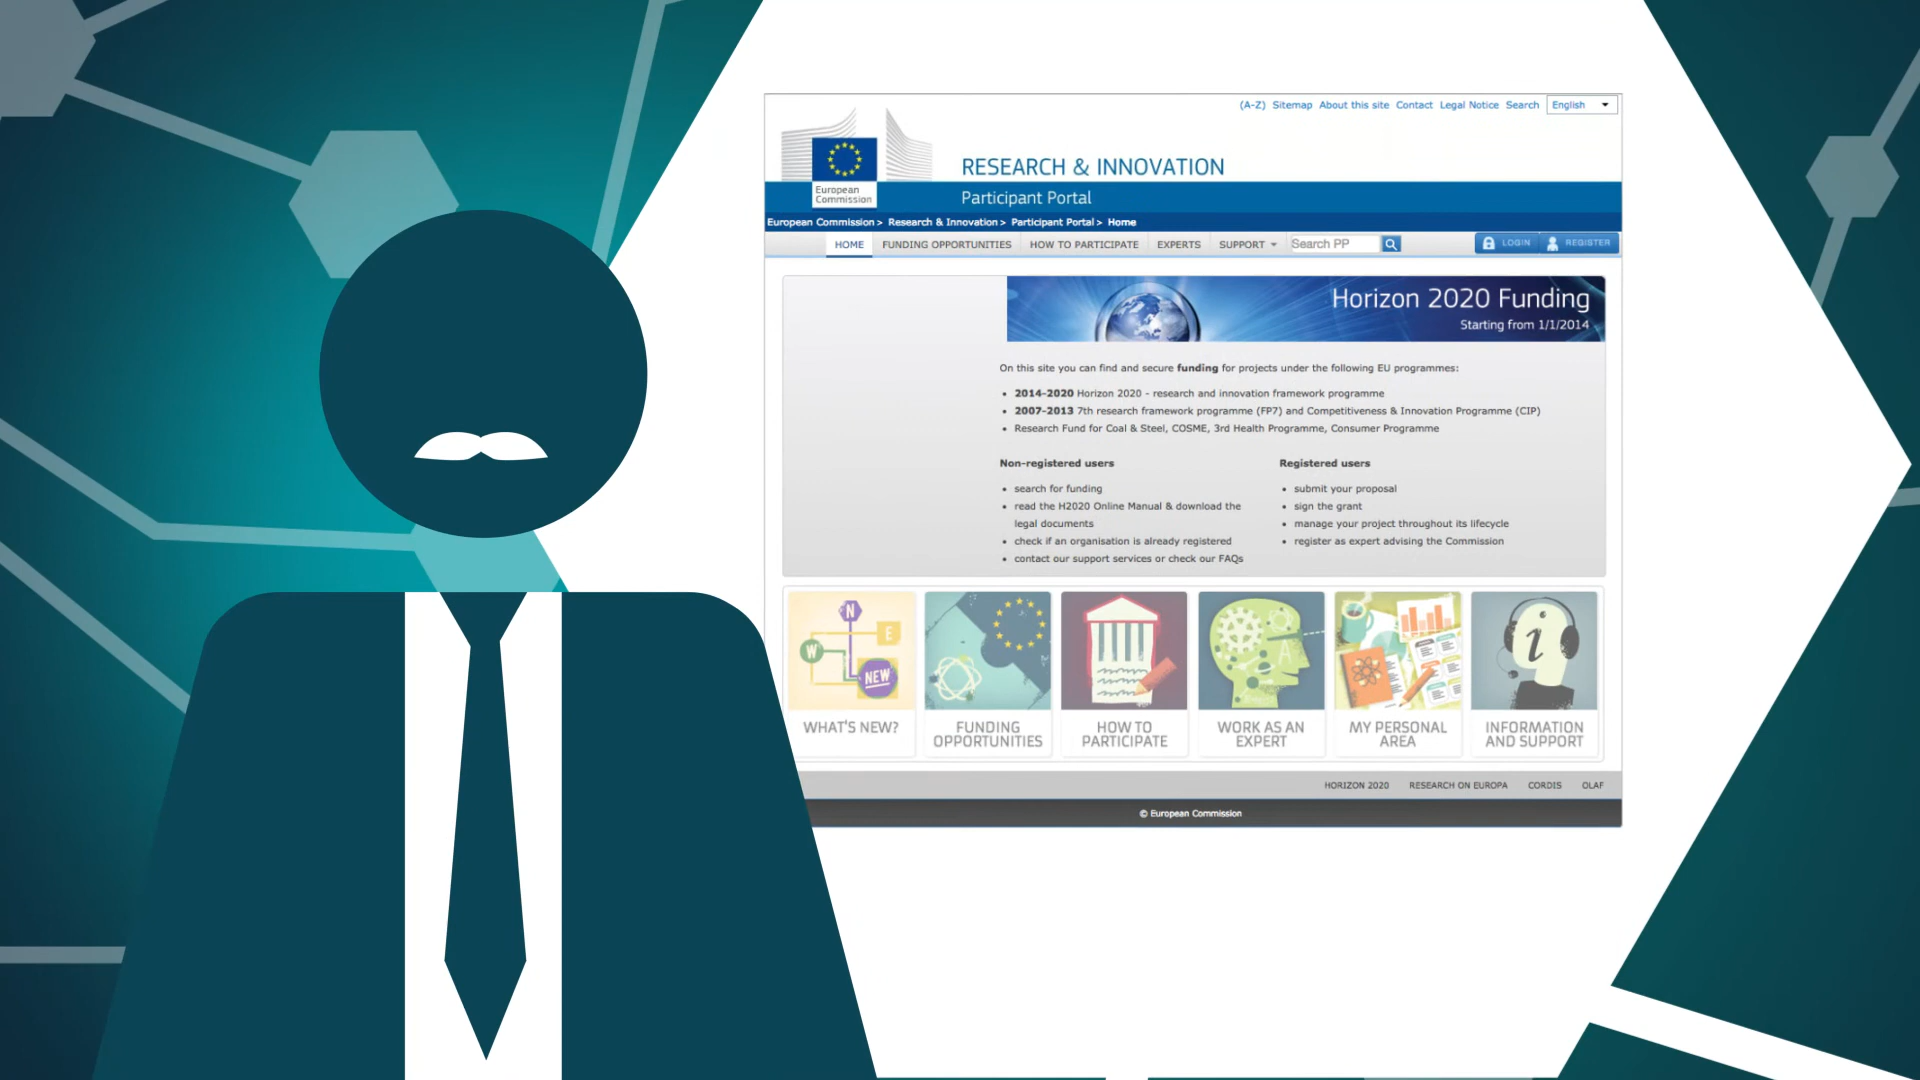 (A-Z) Sitemap About this site Contact Legal Notice Search English
RESEARCH & INNOVATION
European
Commission
Participant Portal
European Commission > Research & Innovation > Participant Portal > Home
HOME FUNDING OPPORTUNITIES HOW TO PARTICIPATE EXPERTS SUPPORT Search PP LOGIN REGISTER
Horizon 2020 Funding
Starting from 1/1/2014
On this site you can find and secure funding for projects under the following EU programmes:
• 2014-2020 Horizon 2020 - research and innovation framework programme
• 2007-2013 7th research framework programme (FP7) and Competitiveness & Innovation Programme (CIP)
• Research Fund for Coal & Steel, COSME, 3rd Health Programme, Consumer Programme
Non-registered users
• search for funding
• read the H2020 Online Manual & download the
legal documents
• check if an organisation is already registered
• contact our support services or check our FAQs
Registered users
• submit your proposal
• sign the grant
• manage your project throughout its lifecycle
• register as expert advising the Commission
N
E
W
NEW
A
i
WHAT'S NEW?
FUNDING
OPPORTUNITIES
HOW TO
PARTICIPATE
WORK AS AN
EXPERT
MY PERSONAL
AREA
INFORMATION
AND SUPPORT
HORIZON 2020 RESEARCH ON EUROPA CORDIS OLAF
© European Commission